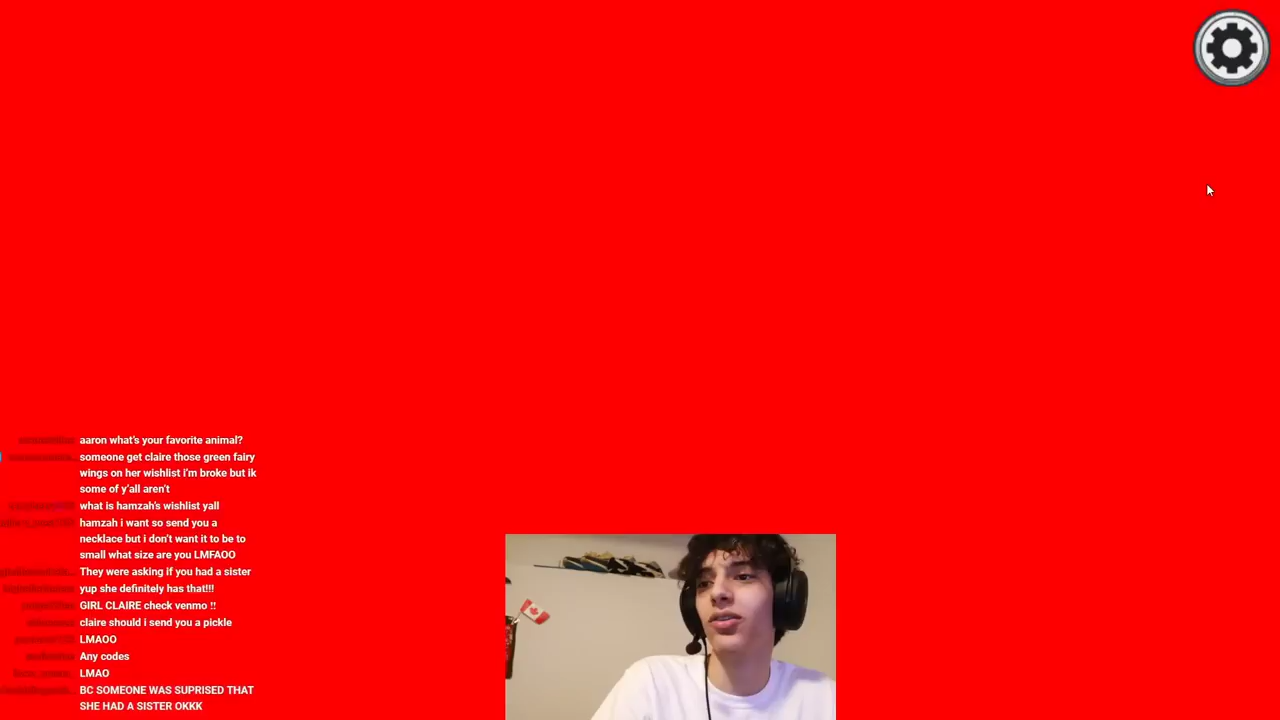 aaron what's your favorite animal?
someone get claire those green fairy
wings on her wishlist i'm broke but ik
some of y'all aren't
what is hamzah's wishlist yall
hamzah i want so send you a
necklace but i don't want it to be to
small what size are you LMFAOO
They were asking if you had a sister
yup she definitely has that!!!
GIRL CLAIRE check venmo !!
claire should i send you a pickle
LMAOO
Any codes
LMAO
BC SOMEONE WAS SUPRISED THAT
SHE HAD A SISTER OKKK